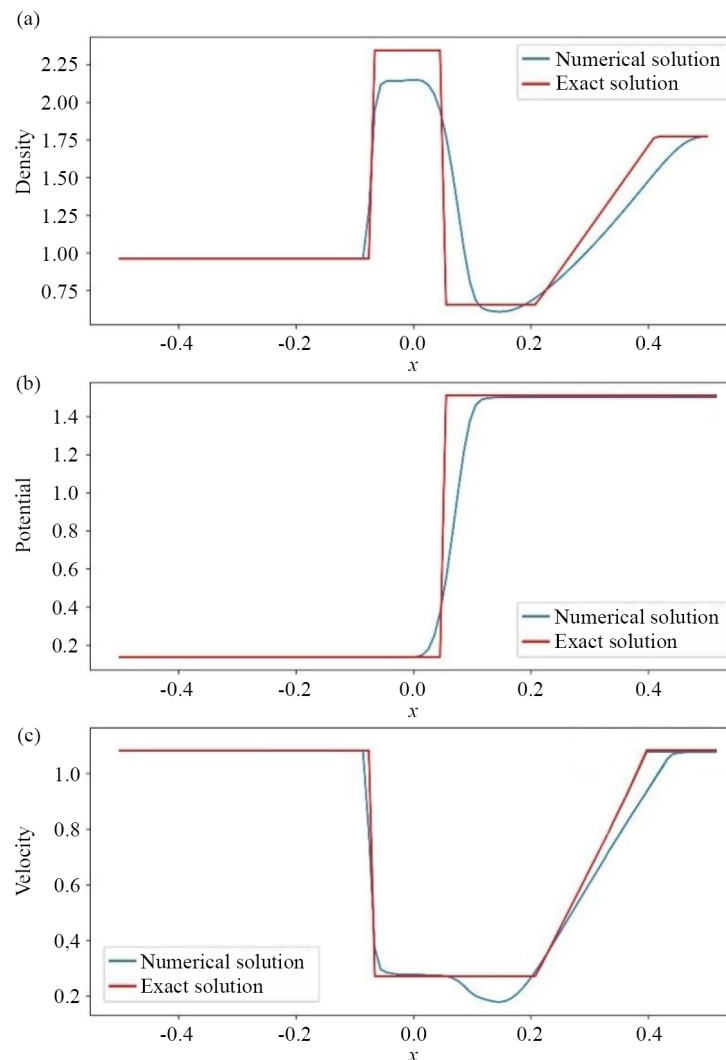 (a)
2.25
2.00
1.75
1.50
1.25
1.00
0.75
Density
Numerical solution
Exact solution
-0.4 -0.2 0.0 0.2 0.4
x
(b)
1.4
1.2
1.0
0.8
0.6
0.4
0.2
Potential
Numerical solution
Exact solution
-0.4 -0.2 0.0 0.2 0.4
x
(c)
1.0
0.8
0.6
0.4
0.2
Velocity
Numerical solution
Exact solution
-0.4 -0.2 0.0 0.2 0.4
x